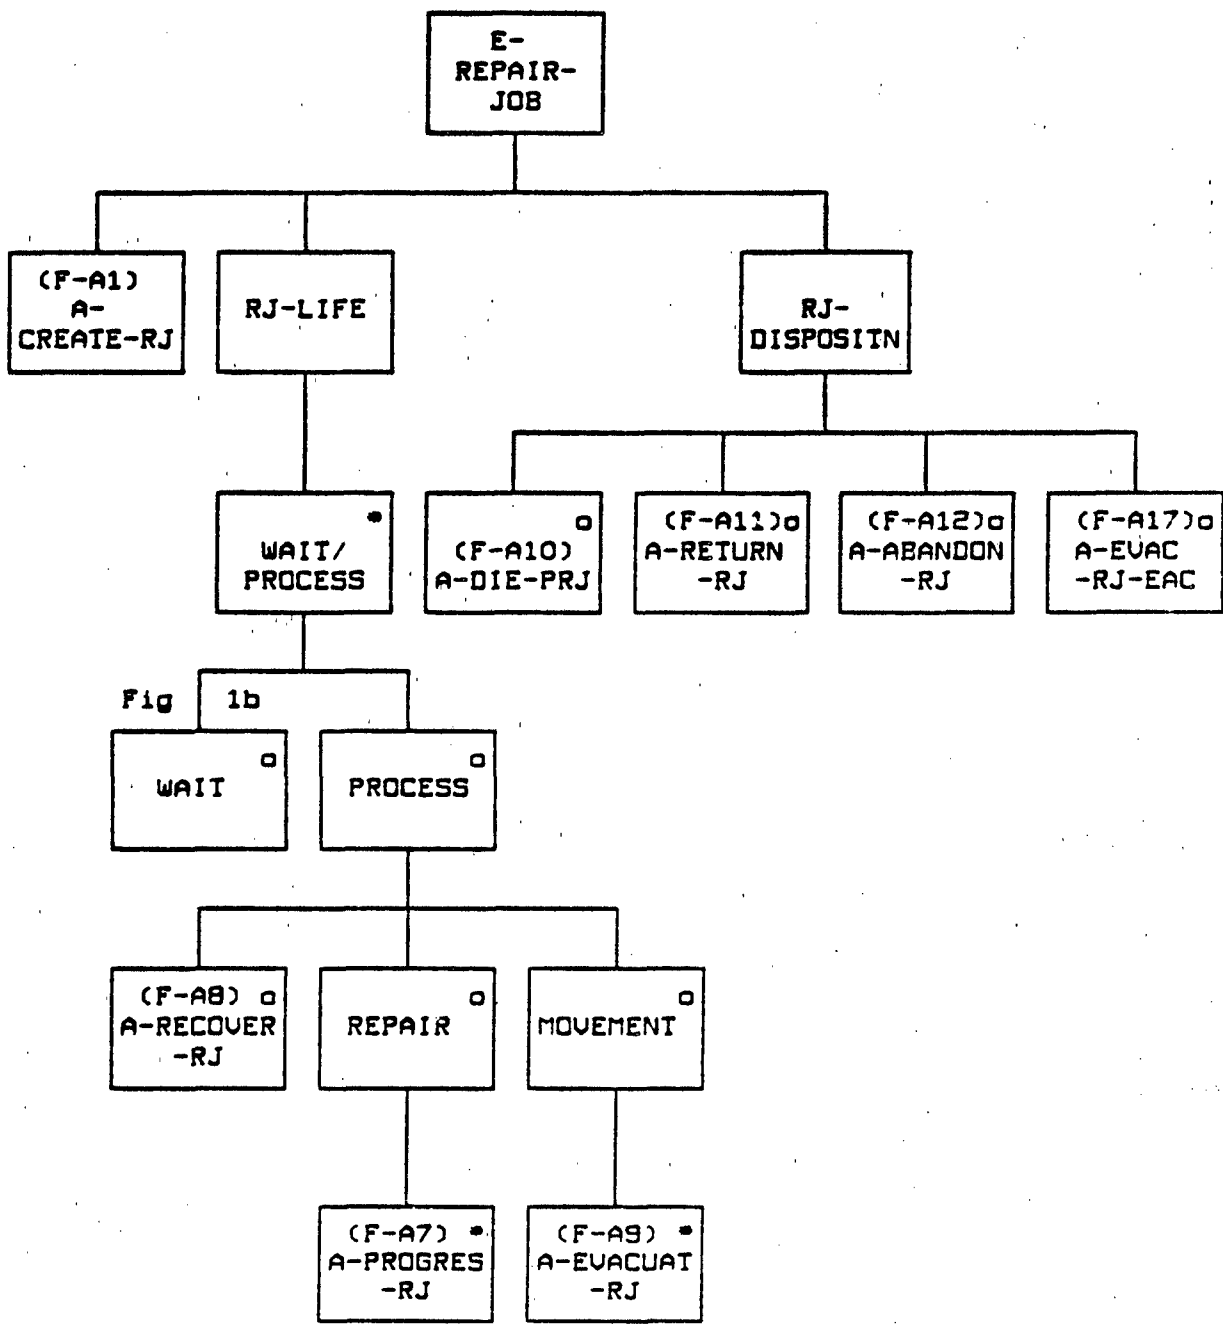 E-
REPAIR-
JOB
(F-A1)
A-
CREATE-RJ
RJ-LIFE
RJ-
DISPOSITN
*
WAIT/
PROCESS
o
(F-A10)
A-DIE-PRJ
(F-A11)o
A-RETURN
-RJ
(F-A12)o
A-ABANDON
-RJ
(F-A17)o
A-EVAC
-RJ-EAC
Fig 1b
o
WAIT
o
PROCESS
(F-A8) o
A-RECOVER
-RJ
o
REPAIR
o
MOVEMENT
(F-A7) *
A-PROGRES
-RJ
(F-A9) *
A-EVACUAT
-RJ